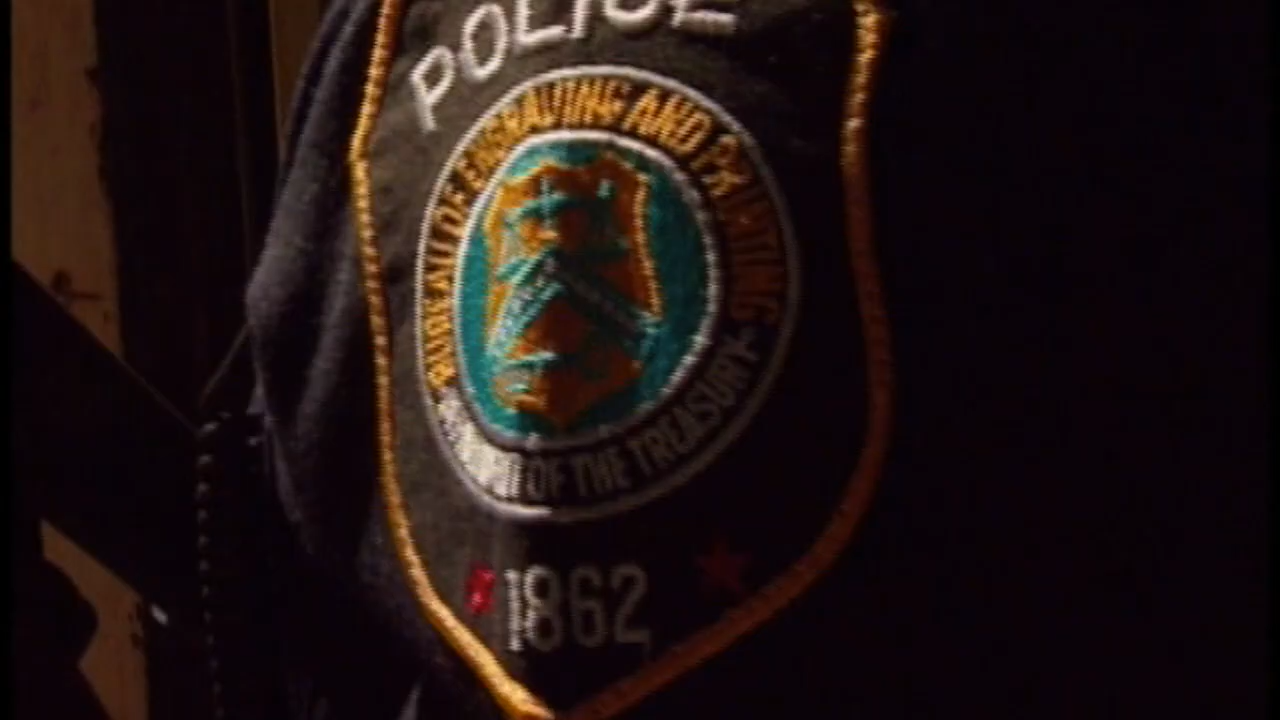 POLICE
BUREAU OF ENGRAVING AND PRINTING
OF THE TREASURY
1862